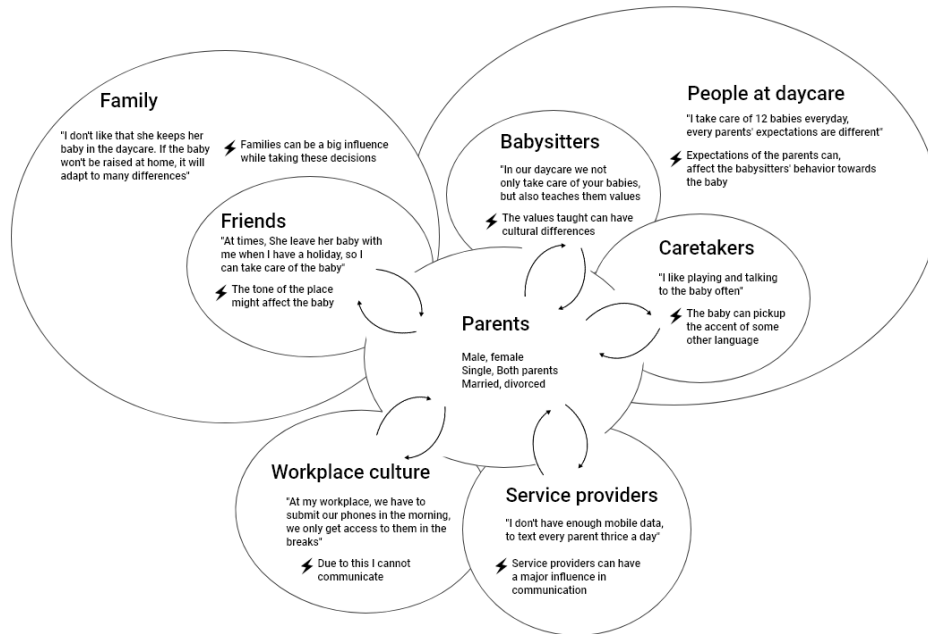 Family
"I don't like that she keeps her
baby in the daycare. If the baby
won't be raised at home, it will
adapt to many differences"
Families can be a big influence
while taking these decisions
Friends
"At times, She leave her baby with
me when I have a holiday, so I
can take care of the baby"
The tone of the place
might affect the baby
People at daycare
"I take care of 12 babies everyday,
every parents' expectations are different"
Expectations of the parents can,
affect the babysitters' behavior towards
the baby
Babysitters
"In our daycare we not
only take care of your babies,
but also teaches them values
The values taught can have
cultural differences
Caretakers
"I like playing and talking
to the baby often"
The baby can pickup
the accent of some
other language
Parents
Male, female
Single, Both parents
Married, divorced
Workplace culture
"At my workplace, we have to
submit our phones in the morning,
we only get access to them in the
breaks"
Due to this I cannot
communicate
Service providers
"I don't have enough mobile data,
to text every parent thrice a day"
Service providers can have
a major influence in
communication